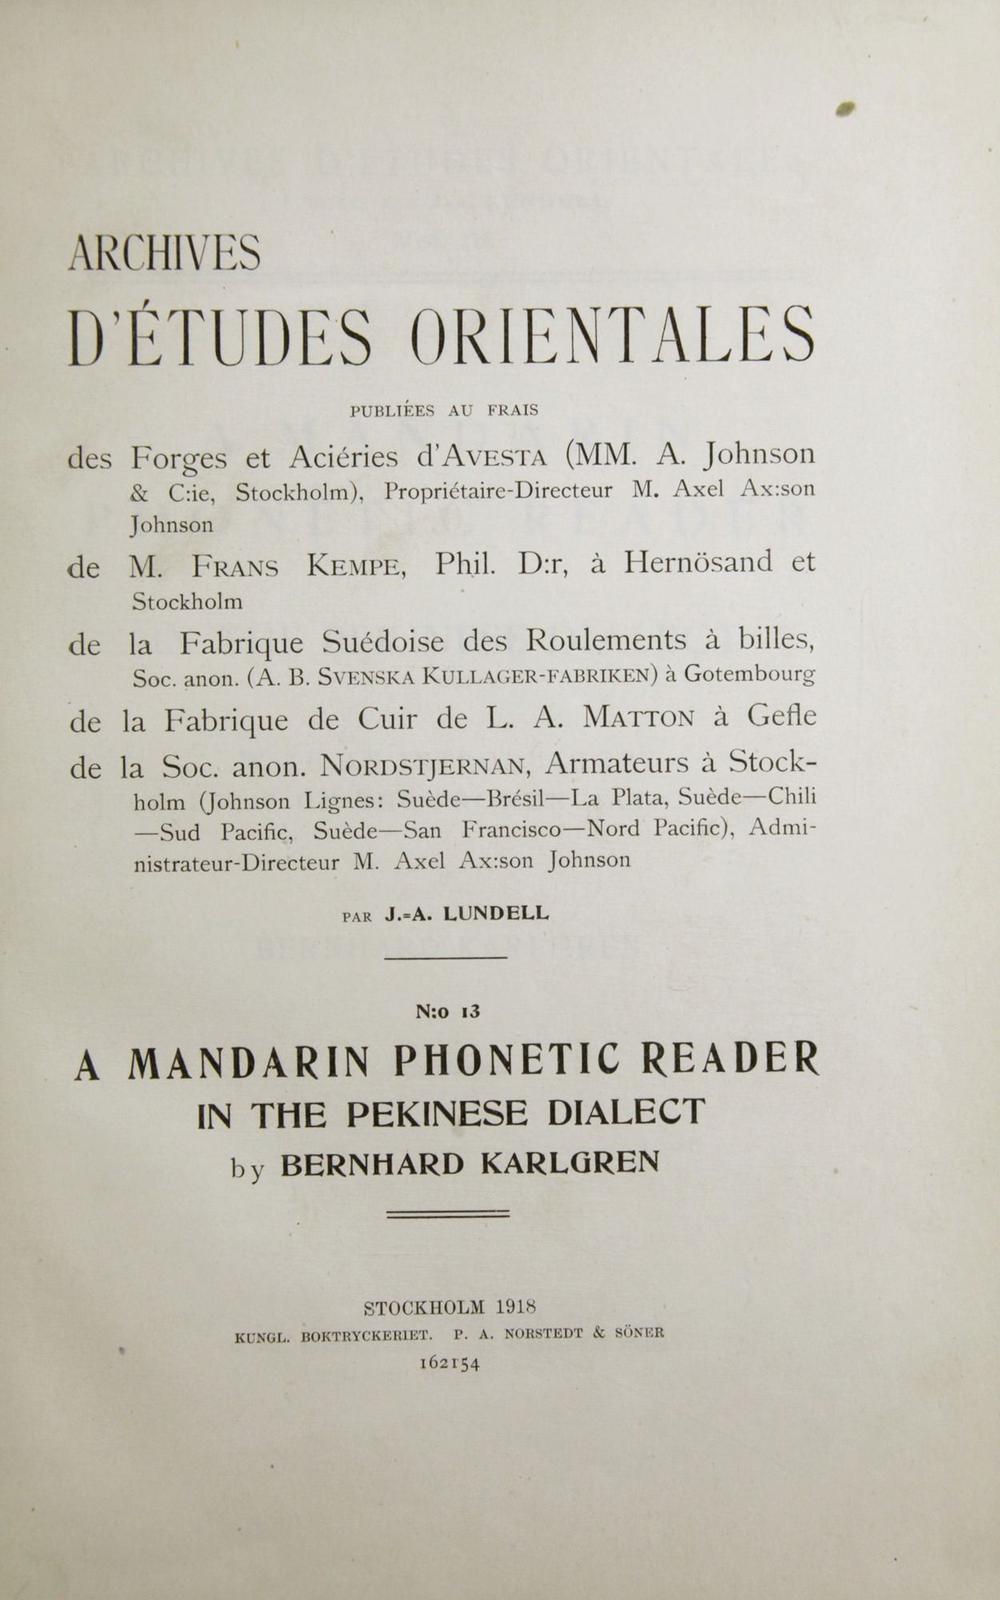 ARCHIVES
D'ÉTUDES ORIENTALES
PUBLIÉES AU FRAIS
des Forges et Aciéries d'AVESTA (MM. A. Johnson
& C:ie, Stockholm), Propriétaire-Directeur M. Axel Ax:son
Johnson
de M. FRANS KEMPE, Phil. D:r, à Hernösand et
Stockholm
de la Fabrique Suédoise des Roulements à billes,
Soc. anon. (A. B. SVENSKA KULLAGER-FABRIKEN) à Gotembourg
de la Fabrique de Cuir de L. A. MATTON à Gefle
de la Soc. anon. NORDSTJERNAN, Armateurs à Stock-
holm (Johnson Lignes: Suède—Brésil—La Plata, Suède—Chili
—Sud Pacific, Suède—San Francisco—Nord Pacific), Admi-
nistrateur-Directeur M. Axel Ax:son Johnson
PAR J.=A. LUNDELL
N:o 13
A MANDARIN PHONETIC READER
IN THE PEKINESE DIALECT
by BERNHARD KARLGREN
STOCKHOLM 1918
KUNGL. BOKTRYCKERIET. P. A. NORSTEDT & SÖNER
162154